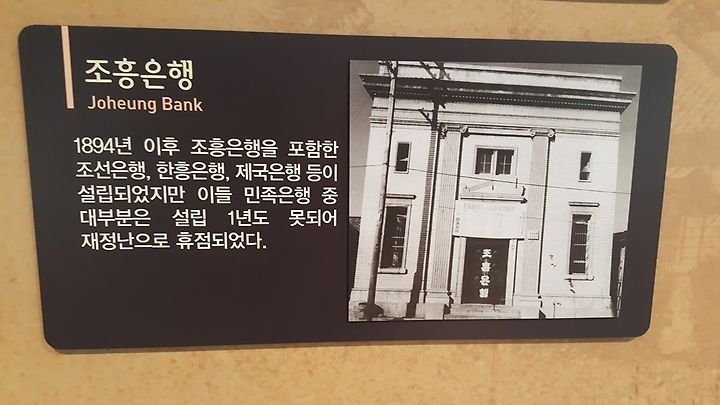 조흥은행
Joheung Bank
1894년 이후 조흥은행을 포함한
조선은행, 한흥은행, 제국은행 등이
설립되었지만 이들 민족은행 중
대부분은 설립 1년도 못되어
재정난으로 휴점되었다.
조흥은행